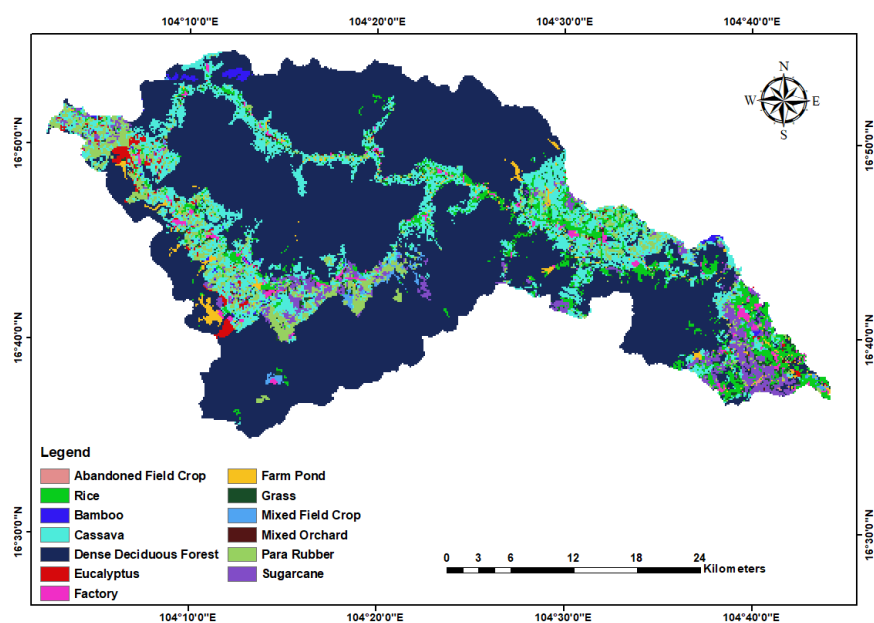 104°10'0"E 104°20'0"E 104°30'0"E 104°40'0"E
N
W E
S
16°50'0"N 16°50'0"N
16°40'0"N 16°40'0"N
16°30'0"N 16°30'0"N
Legend
Abandoned Field Crop Farm Pond
Rice Grass
Bamboo Mixed Field Crop
Cassava Mixed Orchard
Dense Deciduous Forest Para Rubber
Eucalyptus Sugarcane
Factory
0 3 6 12 18 24
Kilometers
104°10'0"E 104°20'0"E 104°30'0"E 104°40'0"E